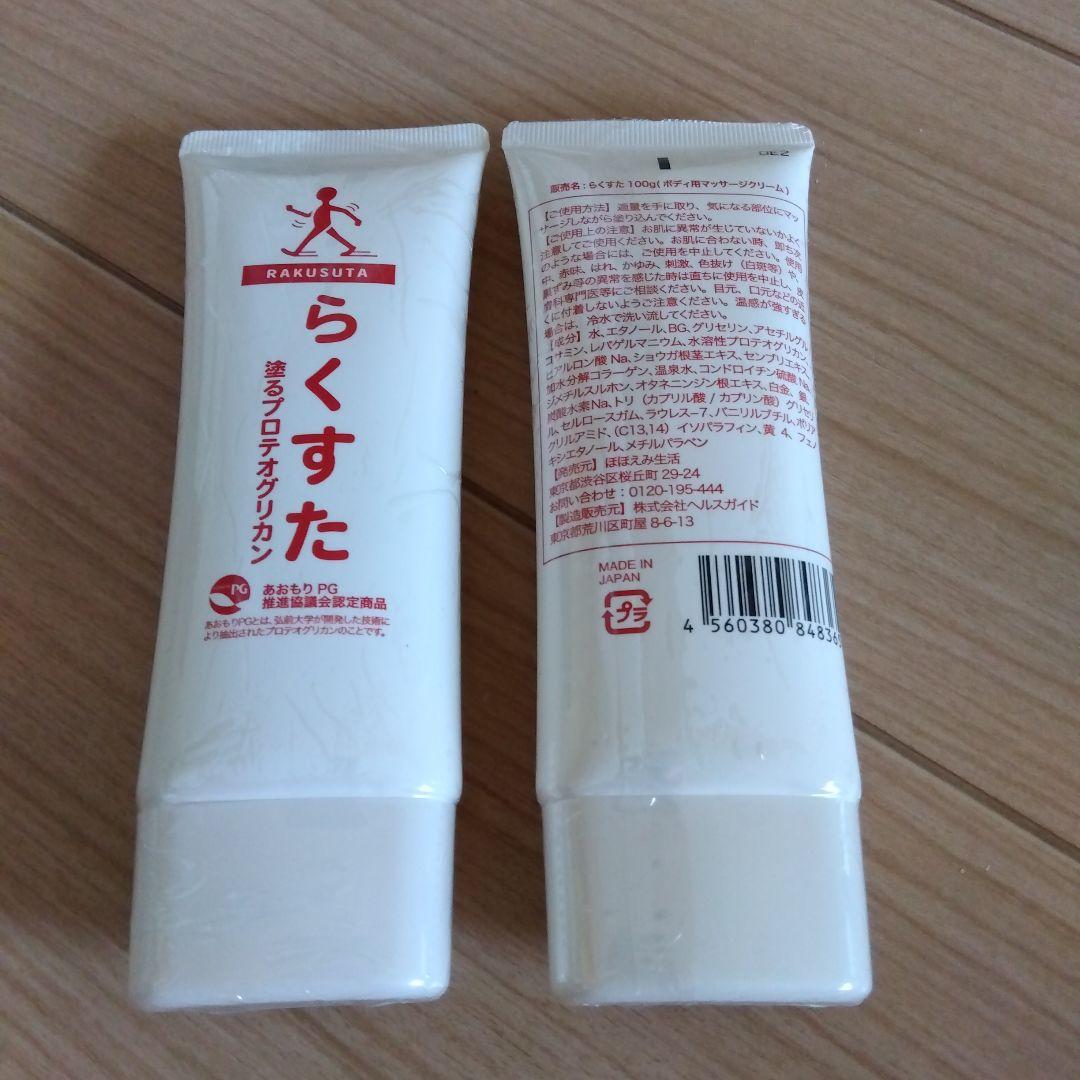 RAKUSUTA
らくすた
塗るプロテオグリカン
PG
あおもり PG
推進協議会認定商品
あおもりPGとは、弘前大学が開発した技術に
より抽出されたプロテオグリカンのことです。
販売名：らくすた 100g( ボディ用マッサージクリーム )
【ご使用方法】適量を手に取り、気になる部位にマッ
サージしながら塗り込んでください。
【ご使用上の注意】お肌に異常が生じていないかよく
注意してご使用ください。お肌に合わない時、即ち次
のような場合には、ご使用を中止してください。使用
中、赤味、はれ、かゆみ、刺激、色抜け（白斑等）や、
黒ずみ等の異常を感じた時は直ちに使用を中止し、皮
膚科専門医等にご相談ください。目元、口元などの近
くに付着しないようご注意ください。温感が強すぎる
場合は、冷水で洗い流してください。
【成分】水、エタノール、BG、グリセリン、アセチルグル
コサミン、レパゲルマニウム、水溶性プロテオグリカン、
ヒアルロン酸 Na、ショウガ根茎エキス、センブリエキス、
加水分解コラーゲン、温泉水、コンドロイチン硫酸 Na、
ジメチルスルホン、オタネニンジン根エキス、白金、銀、
炭酸水素Na、トリ（カプリル酸 / カプリン酸）グリセリ
ル、セルロースガム、ラウレス-7、バニリルブチル、ポリア
クリルアミド、(C13,14) イソパラフィン、黄 4、フェノ
キシエタノール、メチルパラベン
【発売元】ほほえみ生活
東京都渋谷区桜丘町 29-24
お問い合わせ：0120-195-444
【製造販売元】株式会社ヘルスガイド
東京都荒川区町屋 8-6-13
MADE IN
JAPAN
プラ
4 560380 84836